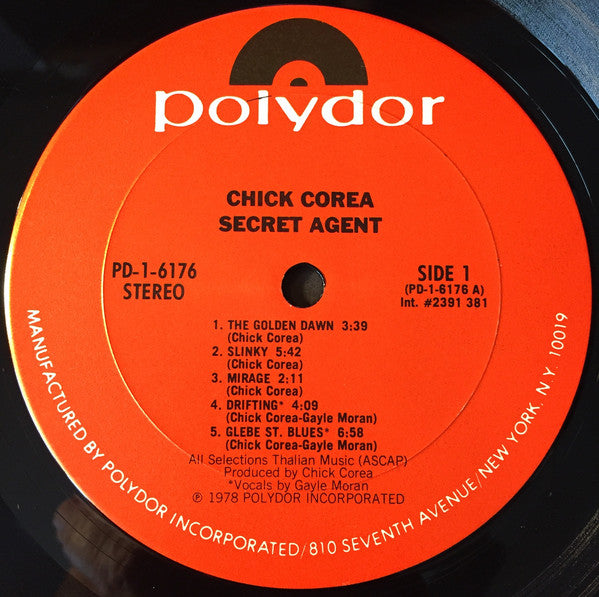 polydor
CHICK COREA
SECRET AGENT
PD-1-6176
STEREO
SIDE 1
(PD-1-6176 A)
Int. #2391 381
1. THE GOLDEN DAWN 3:39
(Chick Corea)
2. SLINKY 5:42
(Chick Corea)
3. MIRAGE 2:11
(Chick Corea)
4. DRIFTING* 4:09
(Chick Corea-Gayle Moran)
5. GLEBE ST. BLUES* 6:58
(Chick Corea-Gayle Moran)
All Selections Thalian Music (ASCAP)
Produced by Chick Corea
*Vocals by Gayle Moran
℗ 1978 POLYDOR INCORPORATED
MANUFACTURED BY POLYDOR INCORPORATED/810 SEVENTH AVENUE/NEW YORK, N.Y. 10019